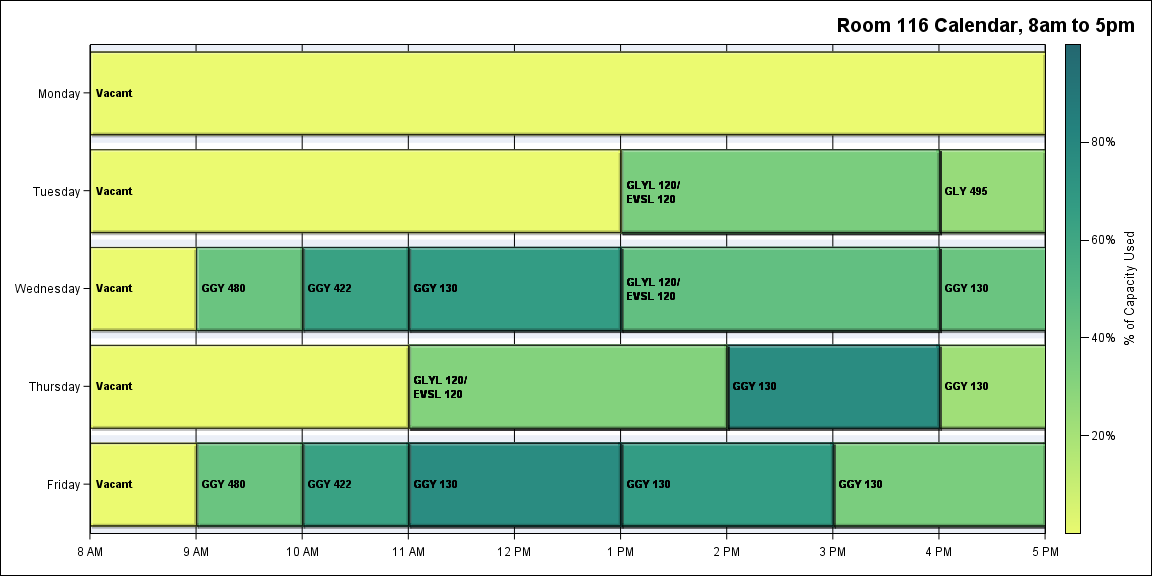 Room 116 Calendar, 8am to 5pm
Monday
Vacant
Tuesday
Vacant
GLYL 120/
EVSL 120
GLY 495
Wednesday
Vacant
GGY 480
GGY 422
GGY 130
GLYL 120/
EVSL 120
GGY 130
Thursday
Vacant
GLYL 120/
EVSL 120
GGY 130
GGY 130
Friday
Vacant
GGY 480
GGY 422
GGY 130
GGY 130
GGY 130
8 AM
9 AM
10 AM
11 AM
12 PM
1 PM
2 PM
3 PM
4 PM
5 PM
80%
60%
40%
20%
% of Capacity Used